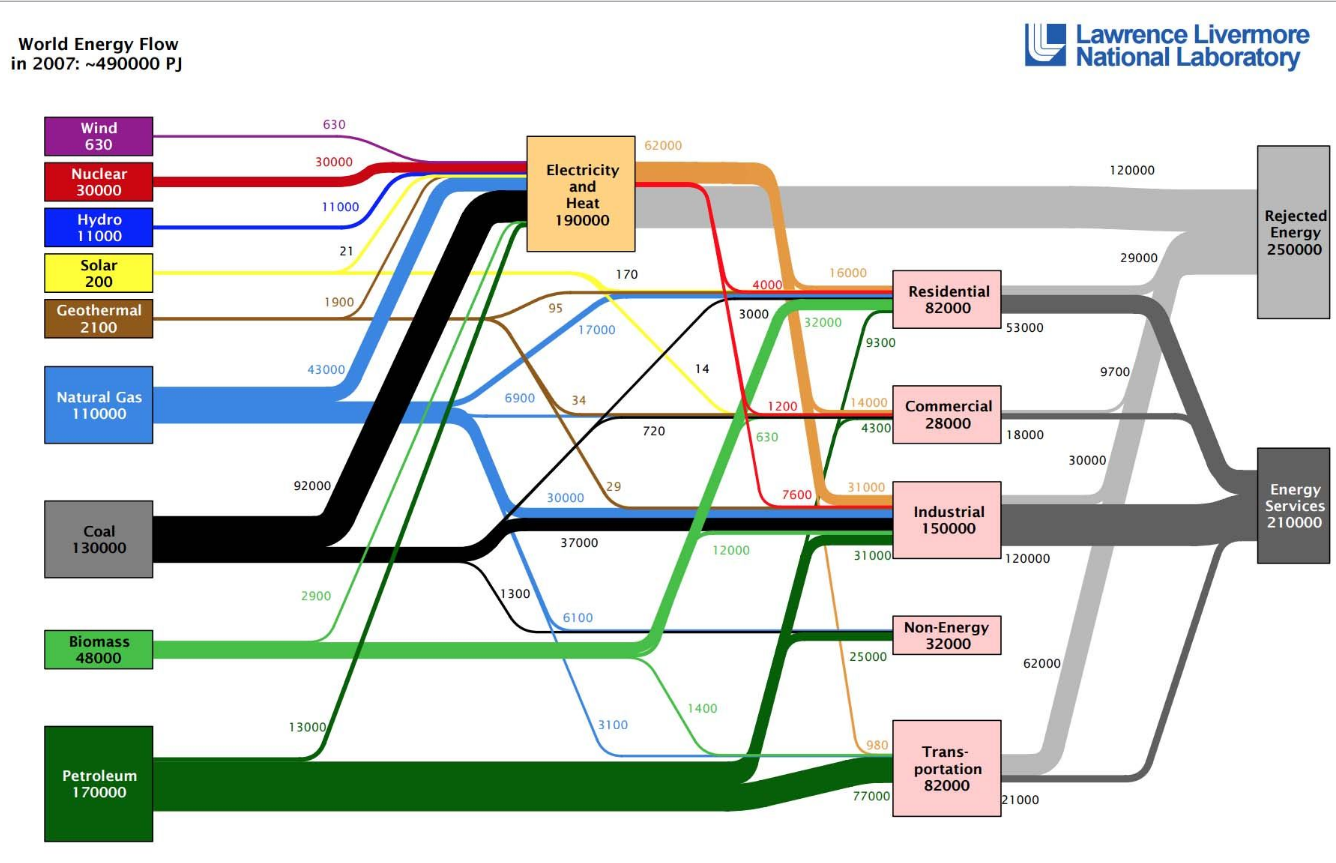 World Energy Flow
in 2007: ~490000 PJ
Lawrence Livermore
National Laboratory
Wind
630
630
Nuclear
30000
30000
Hydro
11000
11000
Solar
200
21
Geothermal
2100
1900
Natural Gas
110000
43000
Coal
130000
92000
Biomass
48000
2900
Petroleum
170000
13000
Electricity
and
Heat
190000
62000
120000
170
95
17000
14
34
6900
720
29
30000
37000
1300
6100
3100
1400
4000
3000
16000
32000
9300
1200
14000
630
4300
7600
31000
12000
31000
25000
980
77000
Residential
82000
Commercial
28000
Industrial
150000
Non-Energy
32000
Trans-
portation
82000
29000
53000
9700
18000
30000
120000
62000
21000
Rejected
Energy
250000
Energy
Services
210000